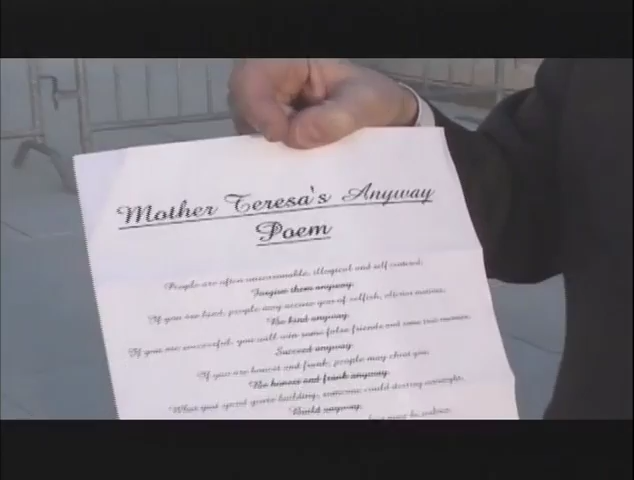 Mother Teresa's Anyway
Poem
People are often unreasonable, illogical and self centered;
Forgive them anyway.
If you are kind, people may accuse you of selfish, ulterior motives;
Be kind anyway.
If you are successful, you will win some false friends and some true enemies;
Succeed anyway.
If you are honest and frank, people may cheat you;
Be honest and frank anyway.
What you spend years building, someone could destroy overnight;
Build anyway.